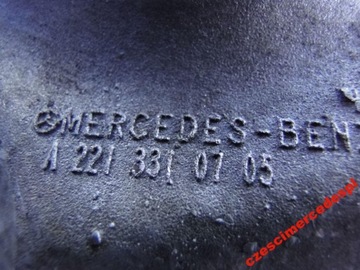 MERCEDES-BEN
A 221 331 07 05
czescimercedes.pl